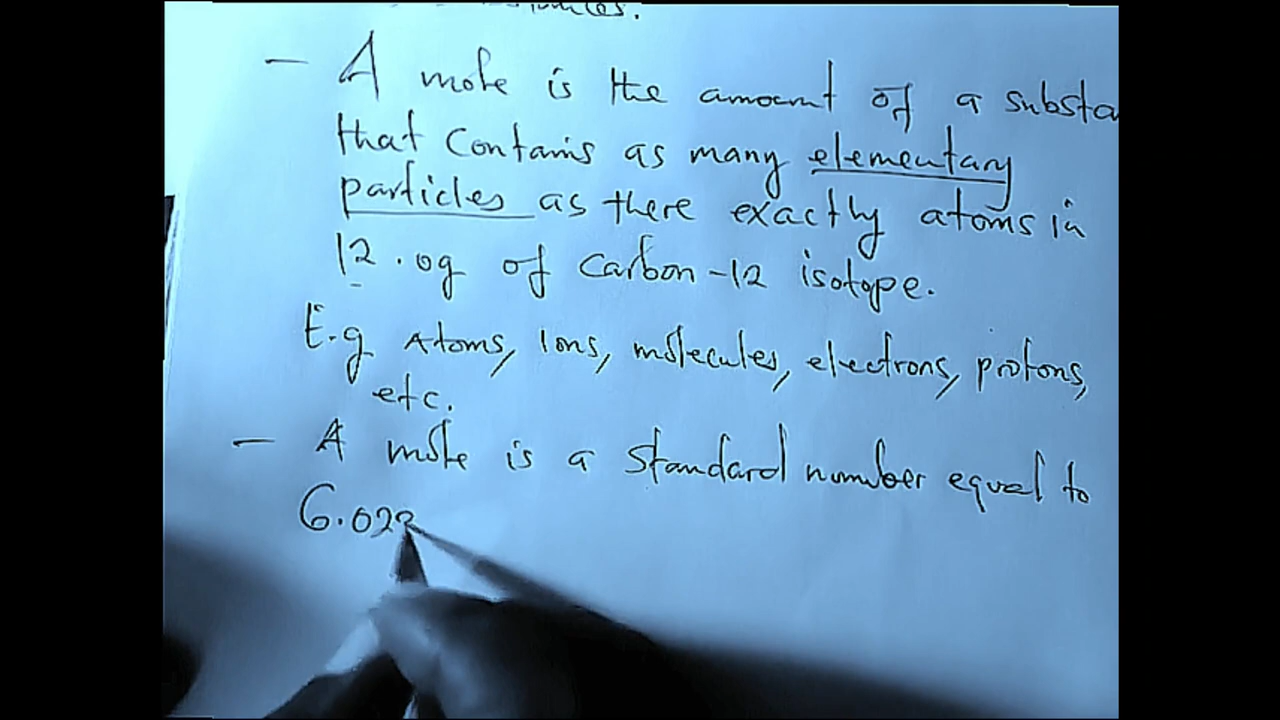 - A mole is the amount of a substa
that contains as many elementary
particles as there exactly atoms in
12.0g of Carbon-12 isotope.
E.g Atoms, Ions, molecules, electrons, protons,
etc.
- A mole is a standard number equal to
6.02